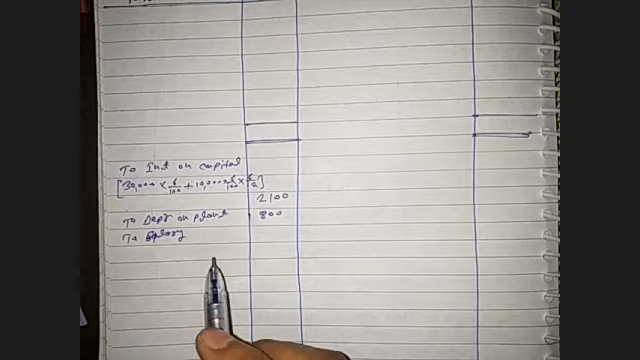 To Int on capital
[30,000 × 6/100 + 10,000 × 6/100 × 6/12]
2100
To Depr on plant 800
To Salary